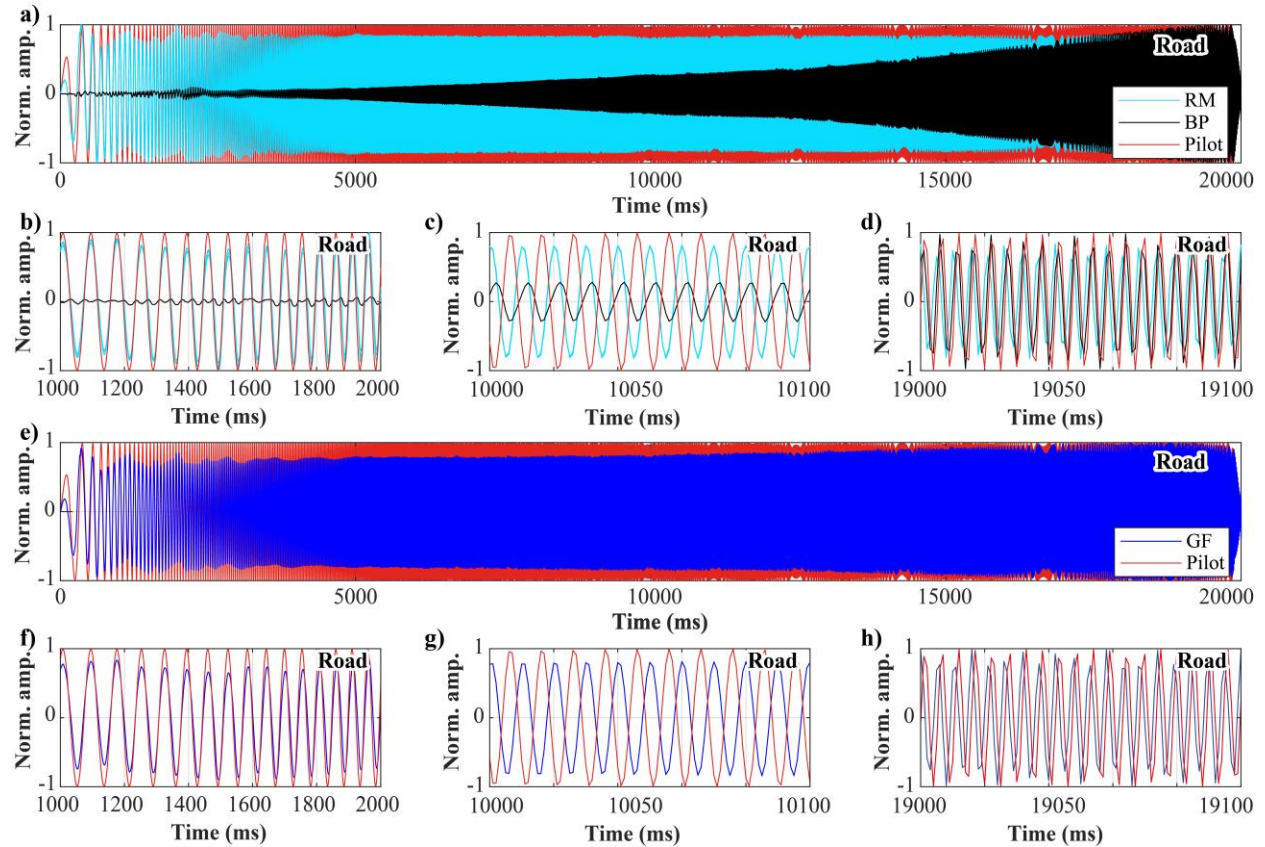 a)
Norm. amp.
1
0
-1
Road
RM
BP
Pilot
0 5000 10000 15000 20000
Time (ms)
b)
Norm. amp.
1
0
-1
Road
1000 1200 1400 1600 1800 2000
Time (ms)
c)
Norm. amp.
1
0
-1
Road
10000 10050 10100
Time (ms)
d)
Norm. amp.
1
0
-1
Road
19000 19050 19100
Time (ms)
e)
Norm. amp.
1
0
-1
Road
GF
Pilot
0 5000 10000 15000 20000
Time (ms)
f)
Norm. amp.
1
0
-1
Road
1000 1200 1400 1600 1800 2000
Time (ms)
g)
Norm. amp.
1
0
-1
Road
10000 10050 10100
Time (ms)
h)
Norm. amp.
1
0
-1
Road
19000 19050 19100
Time (ms)